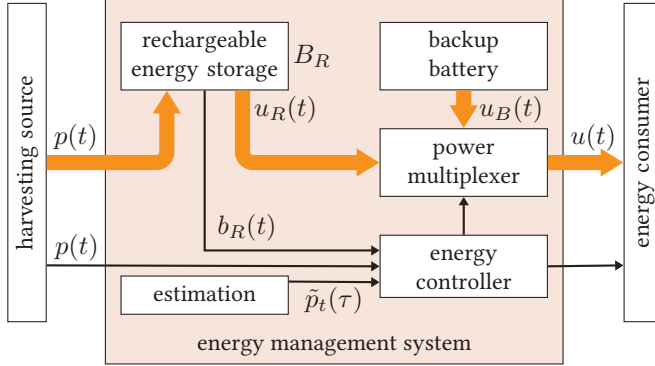 harvesting source
p(t)
p(t)
rechargeable
energy storage
B_R
u_R(t)
b_R(t)
backup
battery
u_B(t)
power
multiplexer
u(t)
energy
controller
estimation
p̃_t(τ)
energy management system
energy consumer